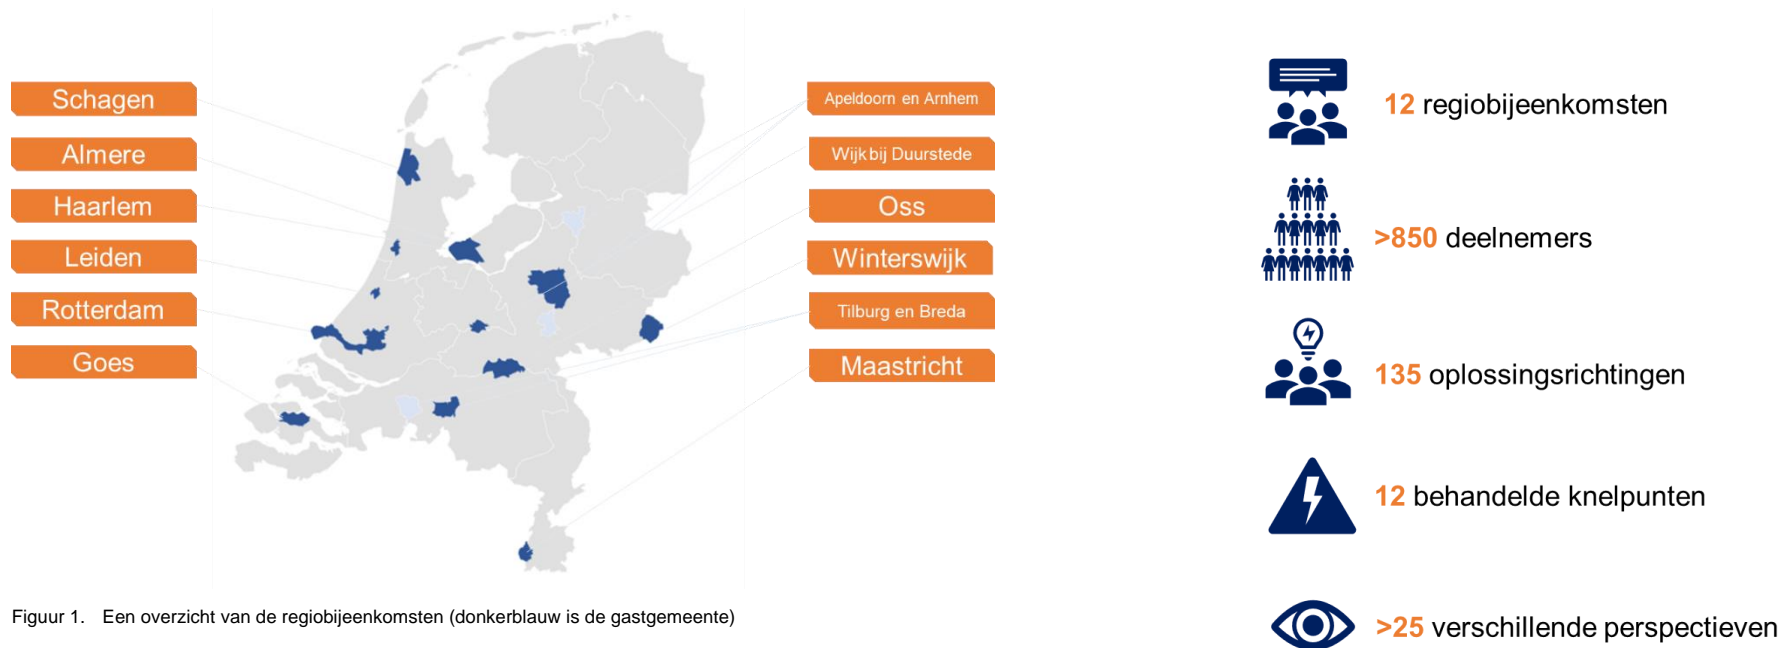 Schagen
Almere
Haarlem
Leiden
Rotterdam
Goes
Apeldoorn en Arnhem
Wijk bij Duurstede
Oss
Winterswijk
Tilburg en Breda
Maastricht
Figuur 1. Een overzicht van de regiobijeenkomsten (donkerblauw is de gastgemeente)
12 regiobijeenkomsten
>850 deelnemers
135 oplossingsrichtingen
12 behandelde knelpunten
>25 verschillende perspectieven